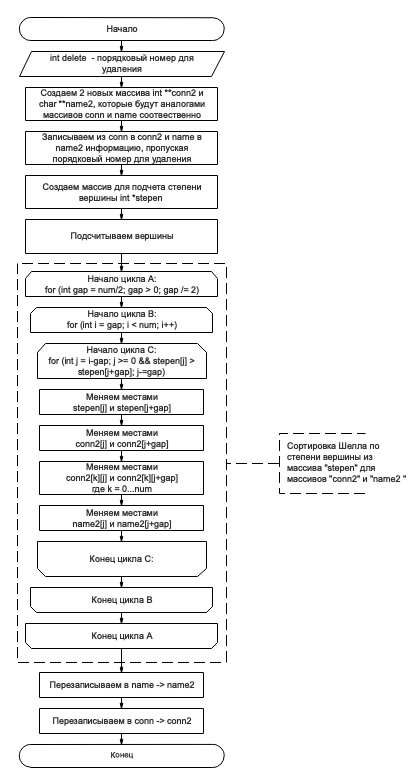 Начало
int delete - порядковый номер для
удаления
Создаем 2 новых массива int **conn2 и
char **name2, которые будут аналогами
массивов conn и name соотвественно
Записываем из conn в conn2 и name в
name2 информацию, пропуская
порядковый номер для удаления
Создаем массив для подчета степени
вершины int *stepen
Подсчитываем вершины
Начало цикла A:
for (int gap = num/2; gap > 0; gap /= 2)
Начало цикла B:
for (int i = gap; i < num; i++)
Начало цикла C:
for (int j = i-gap; j >= 0 && stepen[j] >
stepen[j+gap]; j-=gap)
Меняем местами
stepen[j] и stepen[j+gap]
Меняем местами
conn2[j] и conn2[j+gap]
Меняем местами
conn2[k][j] и conn2[k][j+gap]
где k = 0...num
Меняем местами
name2[j] и name2[j+gap]
Конец цикла C:
Конец цикла B
Конец цикла A
Сортировка Шелла по
степени вершины из
массива "stepen" для
массивов "conn2" и "name2 "
Перезаписываем в name -> name2
Перезаписываем в conn -> conn2
Конец